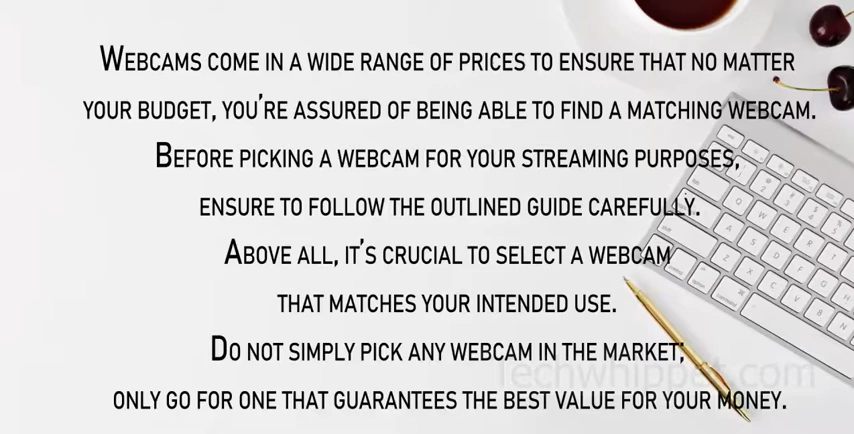 Webcams come in a wide range of prices to ensure that no matter
your budget, you're assured of being able to find a matching webcam.
Before picking a webcam for your streaming purposes,
ensure to follow the outlined guide carefully.
Above all, it's crucial to select a webcam
that matches your intended use.
Do not simply pick any webcam in the market;
only go for one that guarantees the best value for your money.
Techwhippet.com